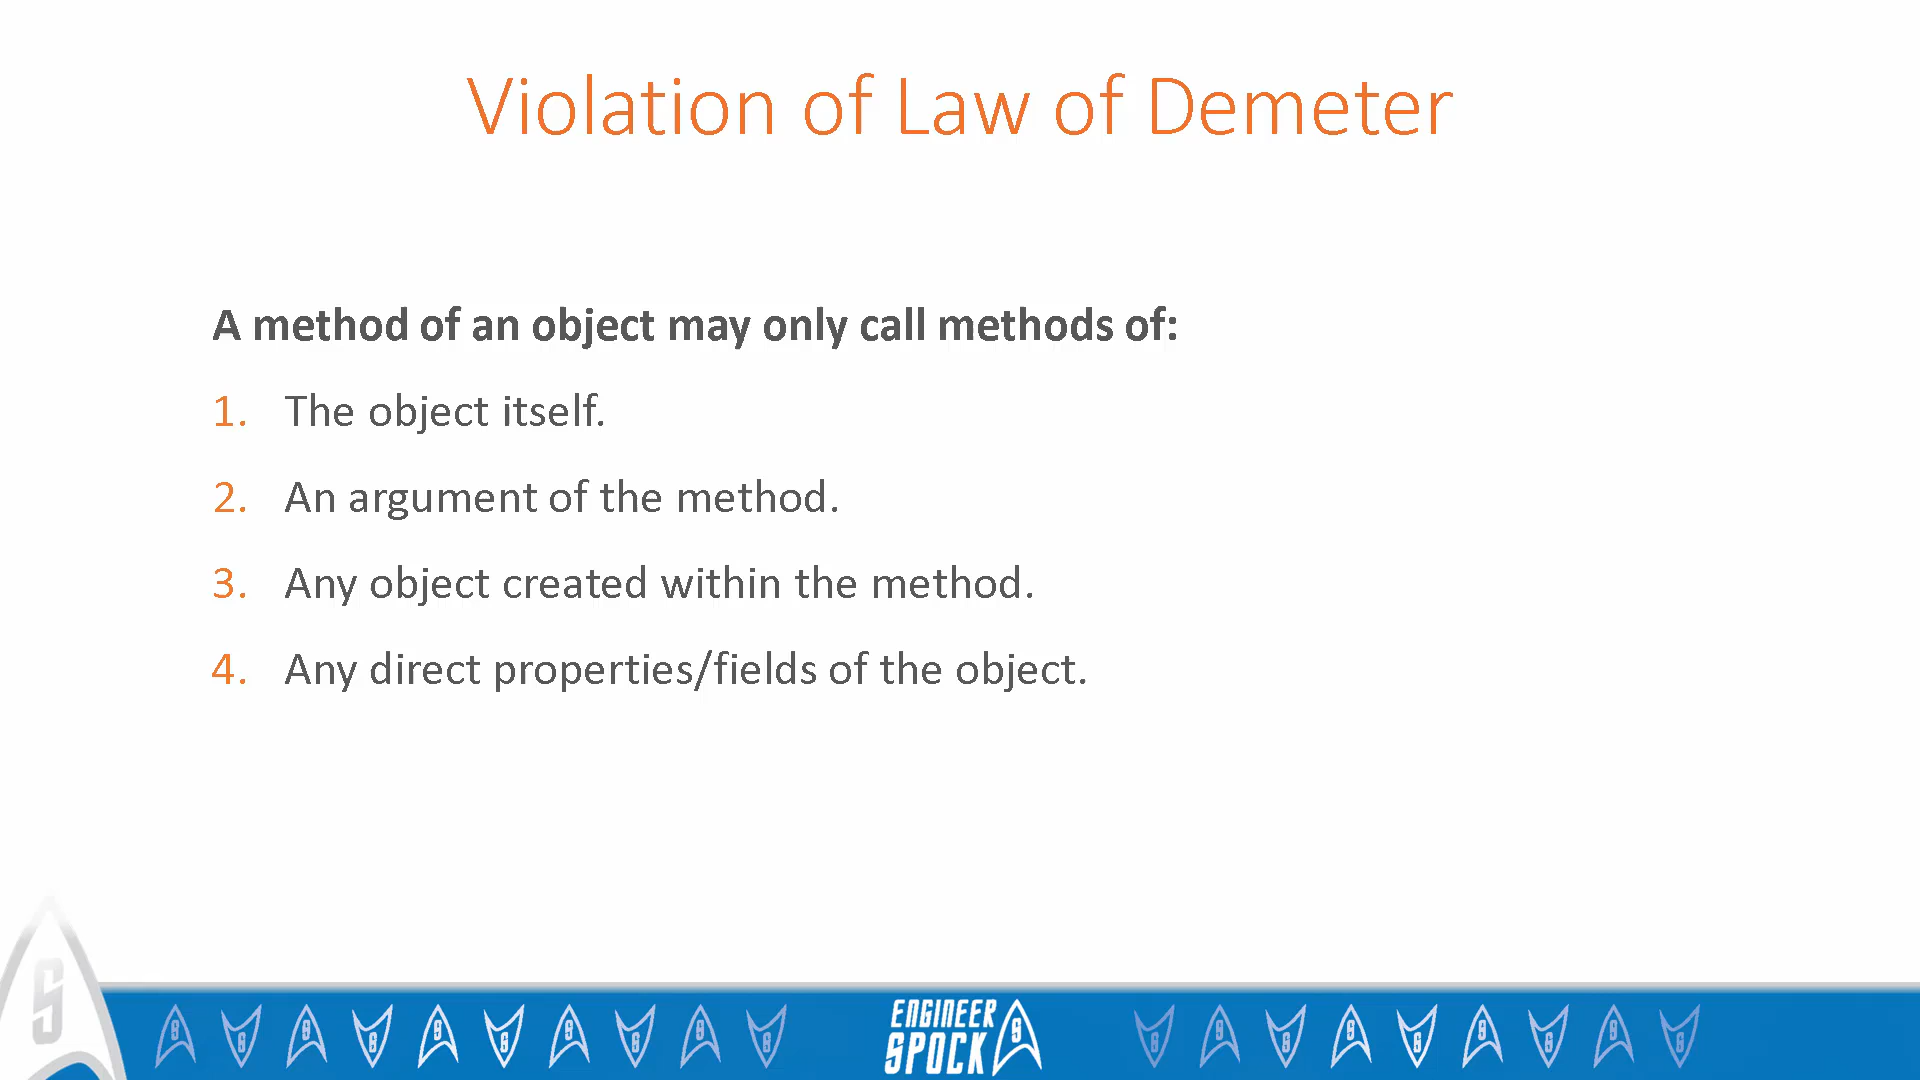 Violation of Law of Demeter
A method of an object may only call methods of:
1. The object itself.
2. An argument of the method.
3. Any object created within the method.
4. Any direct properties/fields of the object.
ENGINEER
SPOCK